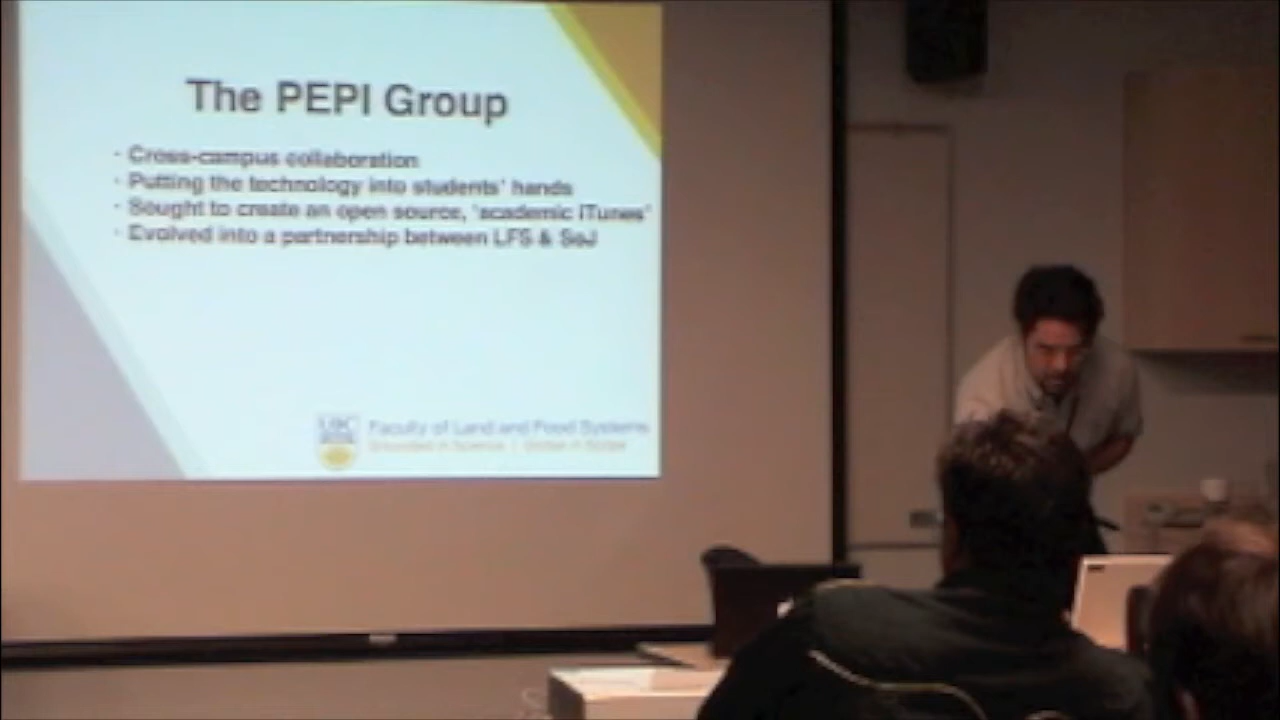 The PEPI Group
· Cross-campus collaboration
· Putting the technology into students' hands
· Sought to create an open source, 'academic iTunes'
· Evolved into a partnership between LFS & SoJ
UBC
Faculty of Land and Food Systems